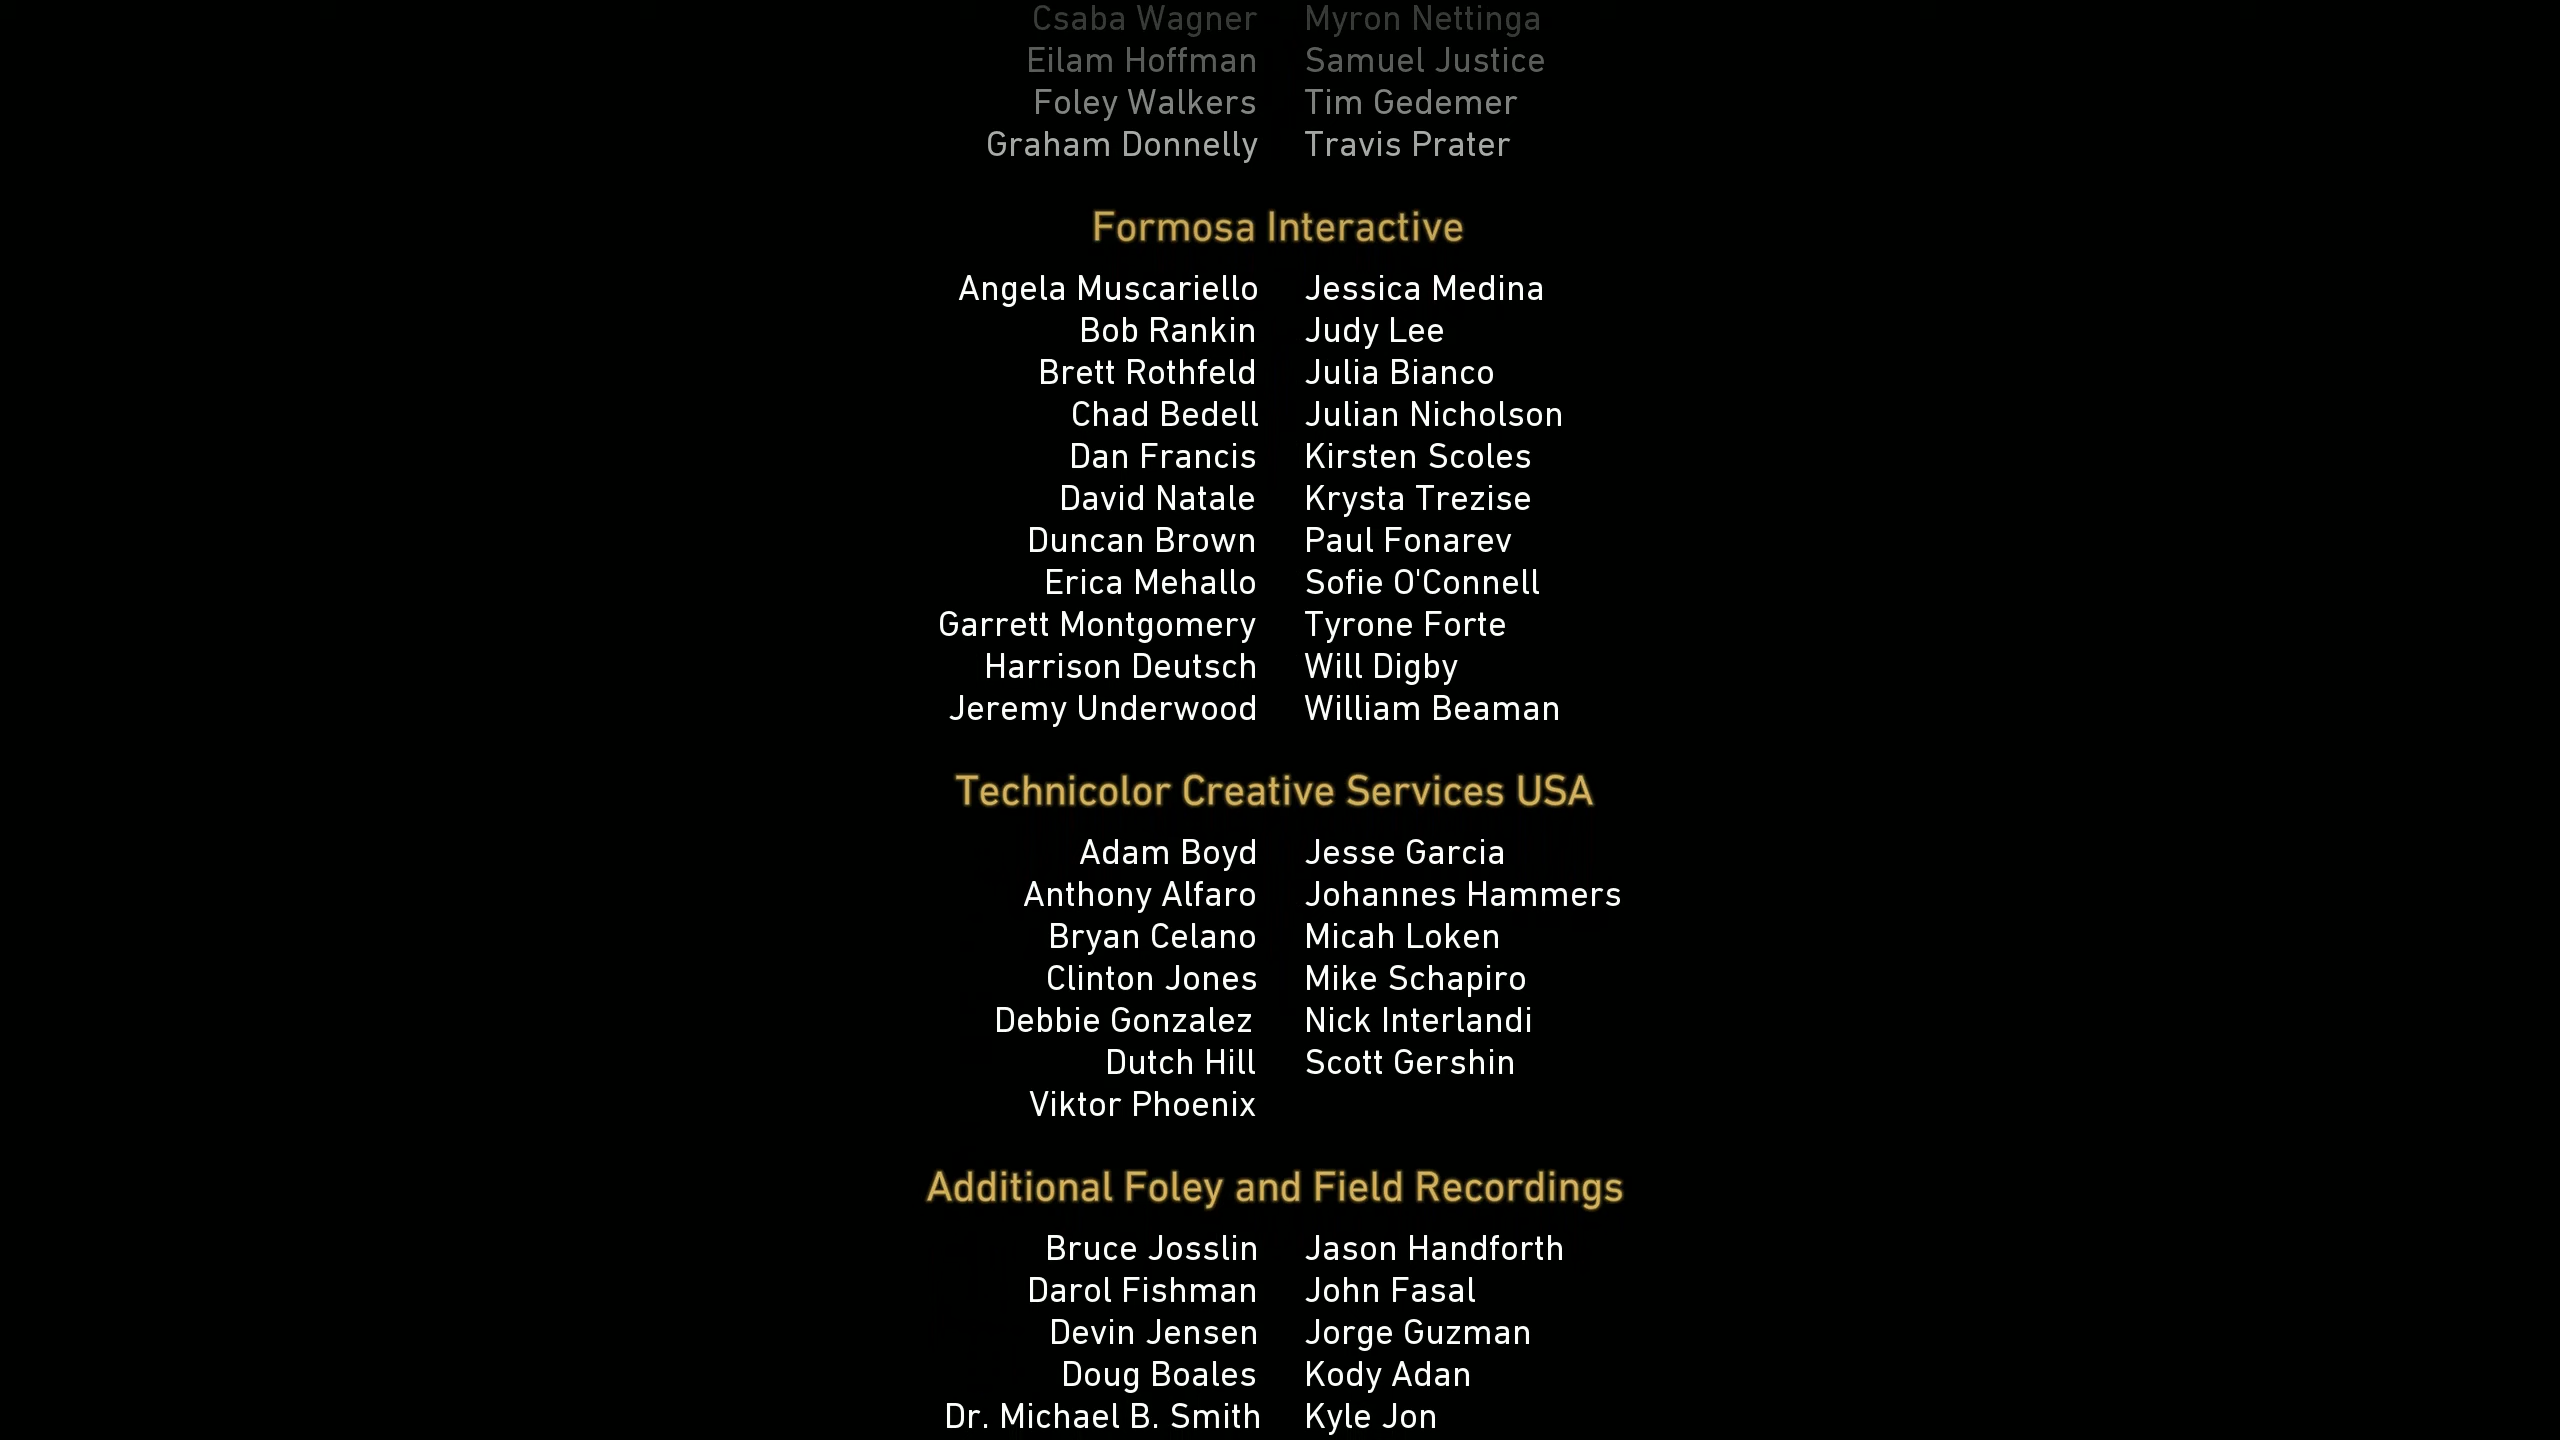 Csaba Wagner Myron Nettinga
Eilam Hoffman Samuel Justice
Foley Walkers Tim Gedemer
Graham Donnelly Travis Prater
Formosa Interactive
Angela Muscariello Jessica Medina
Bob Rankin Judy Lee
Brett Rothfeld Julia Bianco
Chad Bedell Julian Nicholson
Dan Francis Kirsten Scoles
David Natale Krysta Trezise
Duncan Brown Paul Fonarev
Erica Mehallo Sofie O'Connell
Garrett Montgomery Tyrone Forte
Harrison Deutsch Will Digby
Jeremy Underwood William Beaman
Technicolor Creative Services USA
Adam Boyd Jesse Garcia
Anthony Alfaro Johannes Hammers
Bryan Celano Micah Loken
Clinton Jones Mike Schapiro
Debbie Gonzalez Nick Interlandi
Dutch Hill Scott Gershin
Viktor Phoenix
Additional Foley and Field Recordings
Bruce Josslin Jason Handforth
Darol Fishman John Fasal
Devin Jensen Jorge Guzman
Doug Boales Kody Adan
Dr. Michael B. Smith Kyle Jon